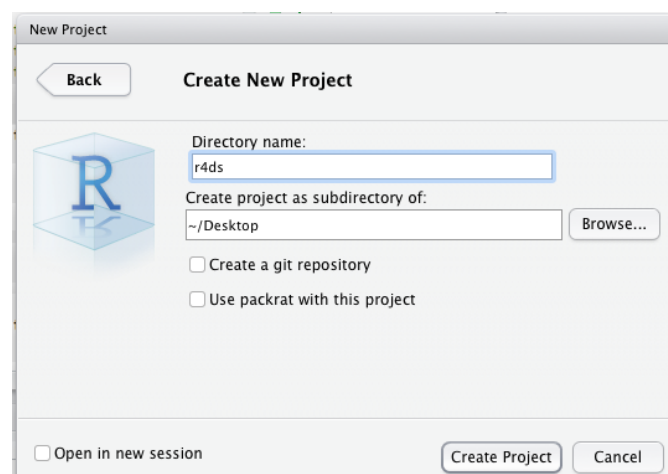 New Project
Back
Create New Project
R
Directory name:
r4ds
Create project as subdirectory of:
~/Desktop
Browse...
Create a git repository
Use packrat with this project
Open in new session
Create Project
Cancel